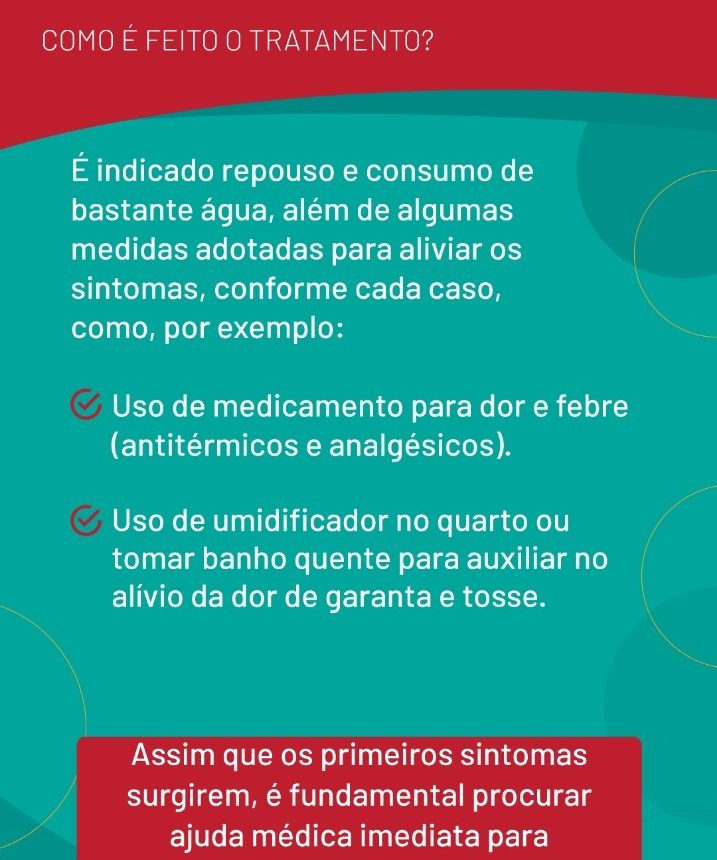 COMO É FEITO O TRATAMENTO?
É indicado repouso e consumo de
bastante água, além de algumas
medidas adotadas para aliviar os
sintomas, conforme cada caso,
como, por exemplo:
Uso de medicamento para dor e febre
(antitérmicos e analgésicos).
Uso de umidificador no quarto ou
tomar banho quente para auxiliar no
alívio da dor de garanta e tosse.
Assim que os primeiros sintomas
surgirem, é fundamental procurar
ajuda médica imediata para